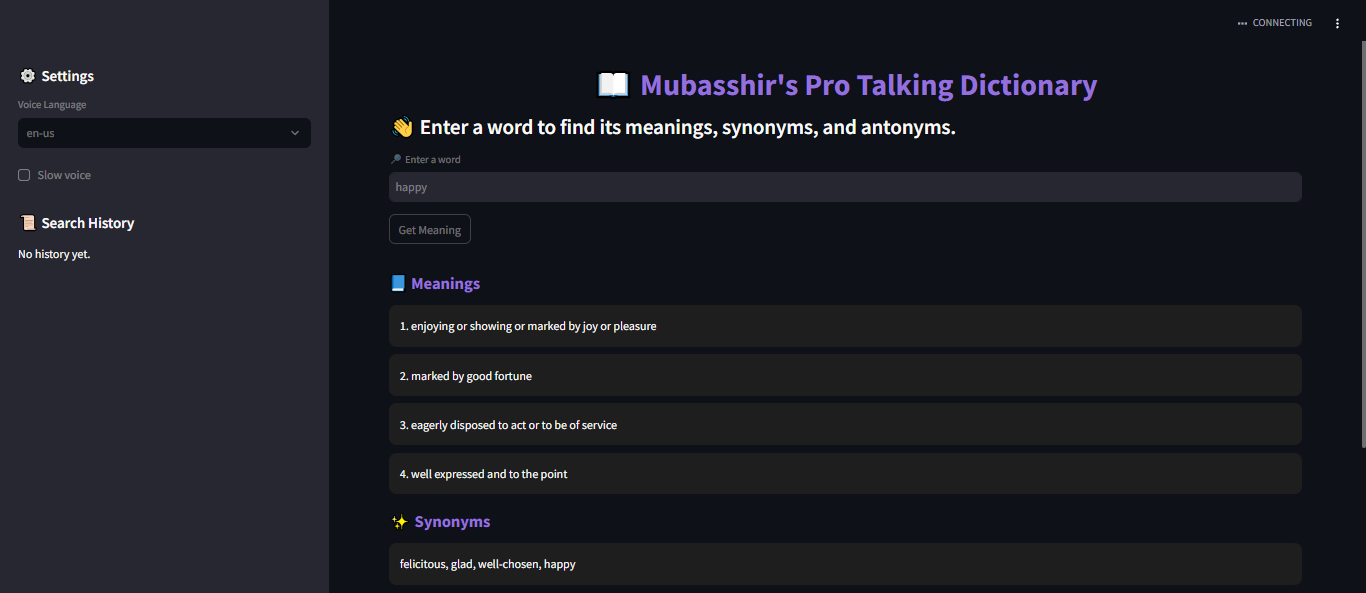 CONNECTING
Settings
Voice Language
en-us
Slow voice
Search History
No history yet.
Mubasshir's Pro Talking Dictionary
Enter a word to find its meanings, synonyms, and antonyms.
Enter a word
happy
Get Meaning
Meanings
1. enjoying or showing or marked by joy or pleasure
2. marked by good fortune
3. eagerly disposed to act or to be of service
4. well expressed and to the point
Synonyms
felicitous, glad, well-chosen, happy